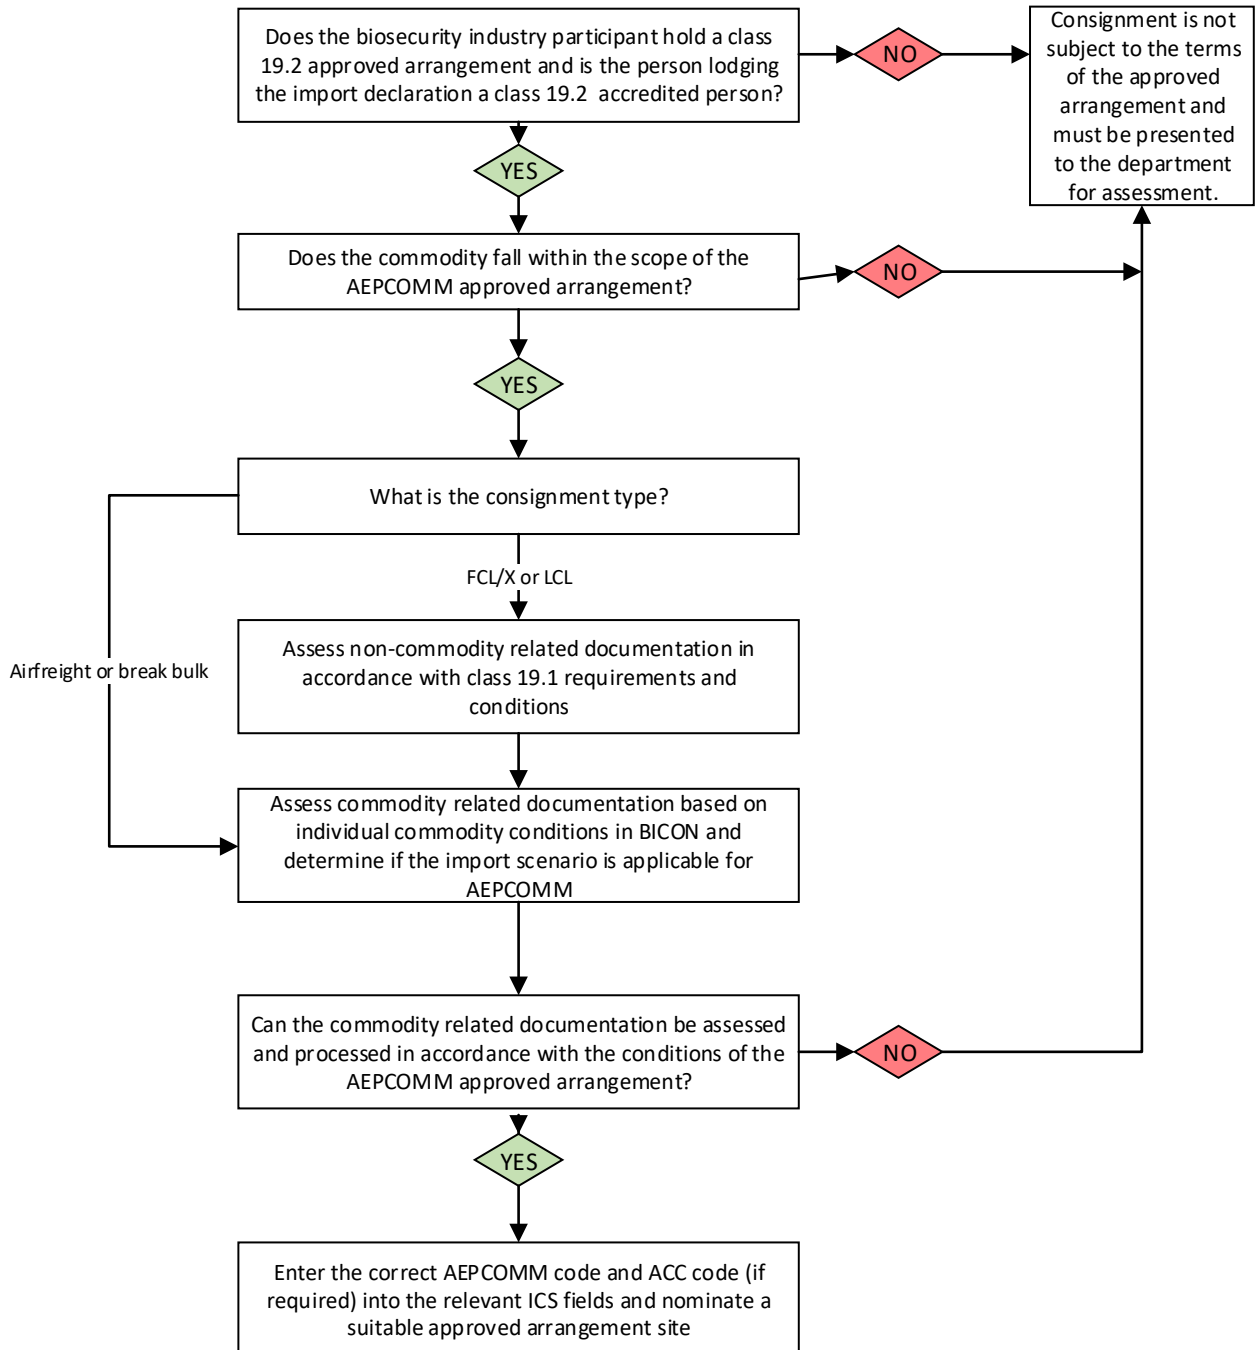 Does the biosecurity industry participant hold a class
19.2 approved arrangement and is the person lodging
the import declaration a class 19.2 accredited person?
NO
Consignment is not
subject to the terms
of the approved
arrangement and
must be presented
to the department
for assessment.
YES
Does the commodity fall within the scope of the
AEPCOMM approved arrangement?
NO
YES
What is the consignment type?
FCL/X or LCL
Airfreight or break bulk
Assess non-commodity related documentation in
accordance with class 19.1 requirements and
conditions
Assess commodity related documentation based on
individual commodity conditions in BICON and
determine if the import scenario is applicable for
AEPCOMM
Can the commodity related documentation be assessed
and processed in accordance with the conditions of the
AEPCOMM approved arrangement?
NO
YES
Enter the correct AEPCOMM code and ACC code (if
required) into the relevant ICS fields and nominate a
suitable approved arrangement site